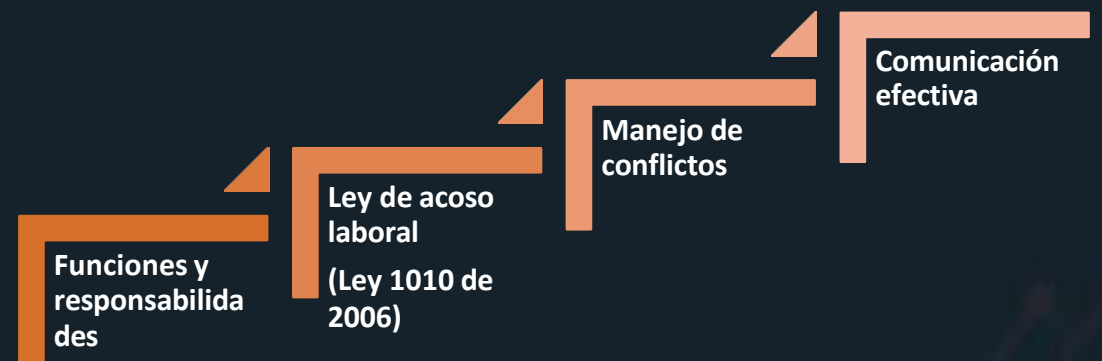 Funciones y
responsabilida
des
Ley de acoso
laboral
(Ley 1010 de
2006)
Manejo de
conflictos
Comunicación
efectiva